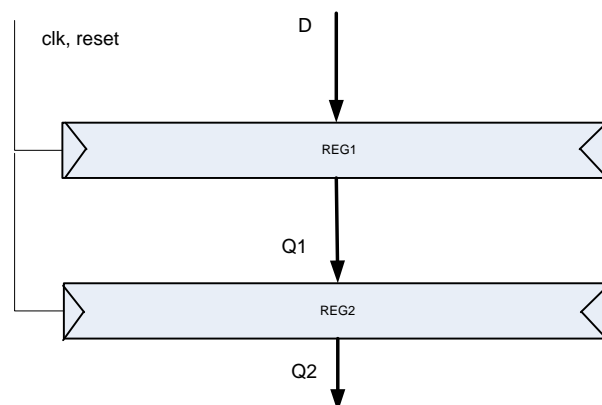 D
clk, reset
REG1
Q1
REG2
Q2